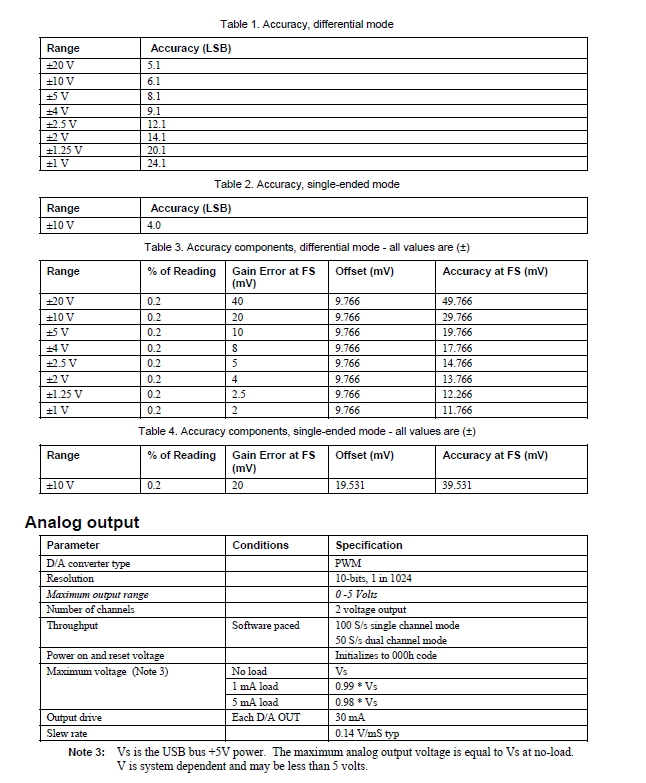 Table 1. Accuracy, differential mode
Range Accuracy (LSB)
±20 V 5.1
±10 V 6.1
±5 V 8.1
±4 V 9.1
±2.5 V 12.1
±2 V 14.1
±1.25 V 20.1
±1 V 24.1
Table 2. Accuracy, single-ended mode
Range Accuracy (LSB)
±10 V 4.0
Table 3. Accuracy components, differential mode - all values are (±)
Range % of Reading Gain Error at FS Offset (mV) Accuracy at FS (mV)
(mV)
±20 V 0.2 40 9.766 49.766
±10 V 0.2 20 9.766 29.766
±5 V 0.2 10 9.766 19.766
±4 V 0.2 8 9.766 17.766
±2.5 V 0.2 5 9.766 14.766
±2 V 0.2 4 9.766 13.766
±1.25 V 0.2 2.5 9.766 12.266
±1 V 0.2 2 9.766 11.766
Table 4. Accuracy components, single-ended mode - all values are (±)
Range % of Reading Gain Error at FS Offset (mV) Accuracy at FS (mV)
(mV)
±10 V 0.2 20 19.531 39.531
Analog output
Parameter Conditions Specification
D/A converter type PWM
Resolution 10-bits, 1 in 1024
Maximum output range 0 -5 Volts
Number of channels 2 voltage output
Throughput Software paced 100 S/s single channel mode
50 S/s dual channel mode
Power on and reset voltage Initializes to 000h code
Maximum voltage (Note 3) No load Vs
1 mA load 0.99 * Vs
5 mA load 0.98 * Vs
Output drive Each D/A OUT 30 mA
Slew rate 0.14 V/mS typ
Note 3: Vs is the USB bus +5V power. The maximum analog output voltage is equal to Vs at no-load.
V is system dependent and may be less than 5 volts.